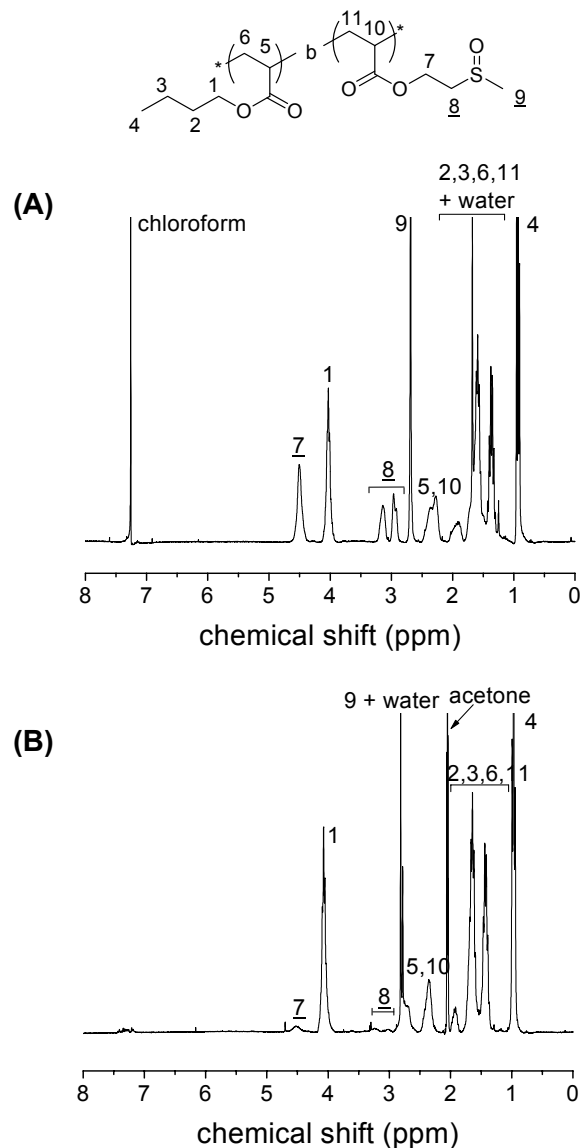 6 5 b 11 10
* * O
3 1 O O 7 S
4 2 O O 8 9
(A)
2,3,6,11
+ water
chloroform 9 4
1
7 8 5,10
8 7 6 5 4 3 2 1 0
chemical shift (ppm)
(B)
9 + water acetone
4
2,3,6,11
1
5,10
7 8
8 7 6 5 4 3 2 1 0
chemical shift (ppm)